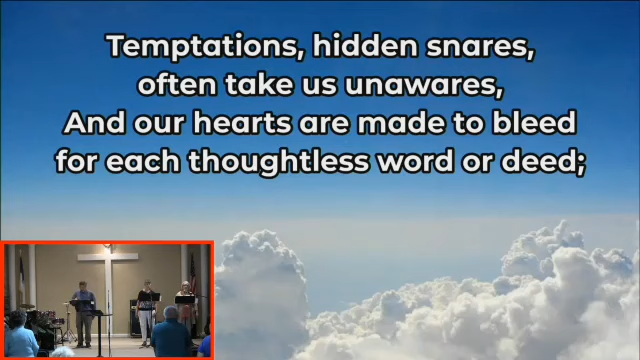 Temptations, hidden snares,
often take us unawares,
And our hearts are made to bleed
for each thoughtless word or deed;